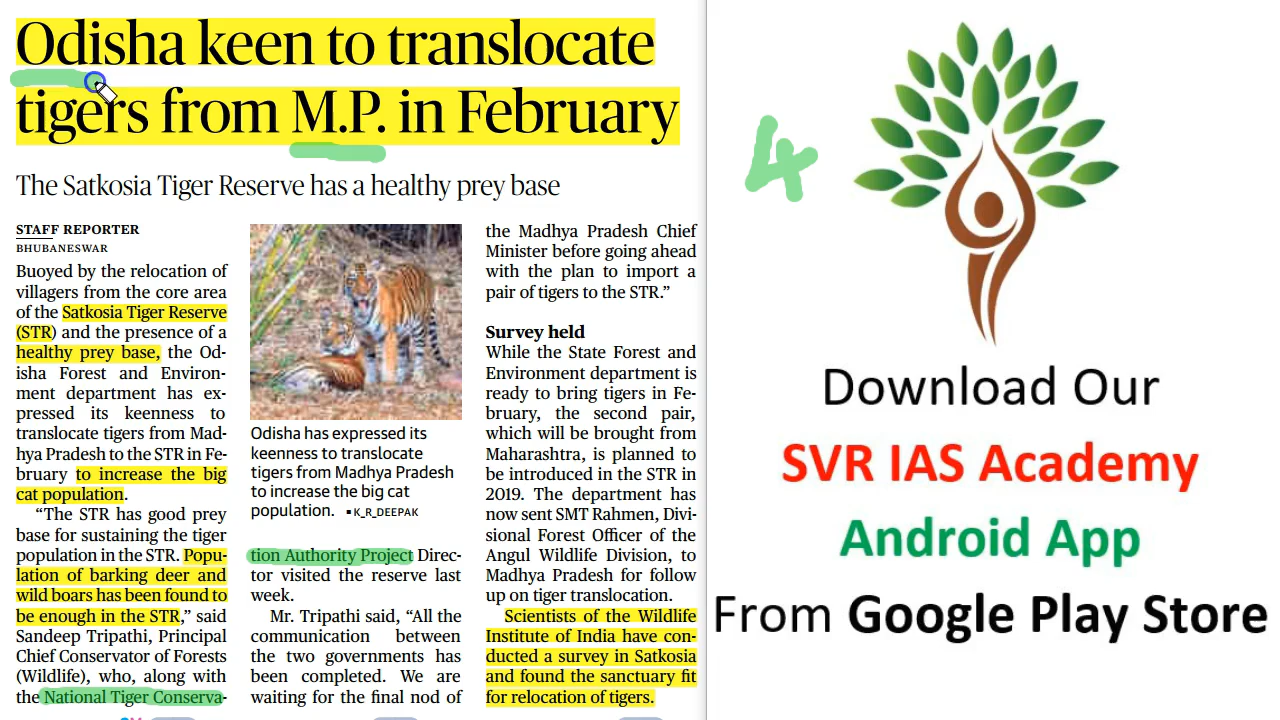 Odisha keen to translocate
tigers from M.P. in February
The Satkosia Tiger Reserve has a healthy prey base
STAFF REPORTER
BHUBANESWAR
Buoyed by the relocation of
villagers from the core area
of the Satkosia Tiger Reserve
(STR) and the presence of a
healthy prey base, the Od-
isha Forest and Environ-
ment department has ex-
pressed its keenness to
translocate tigers from Mad-
hya Pradesh to the STR in Fe-
bruary to increase the big
cat population.
“The STR has good prey
base for sustaining the tiger
population in the STR. Popu-
lation of barking deer and
wild boars has been found to
be enough in the STR,” said
Sandeep Tripathi, Principal
Chief Conservator of Forests
(Wildlife), who, along with
the National Tiger Conserva-
Odisha has expressed its
keenness to translocate
tigers from Madhya Pradesh
to increase the big cat
population. ▪K_R_DEEPAK
tion Authority Project Direc-
tor visited the reserve last
week.
Mr. Tripathi said, “All the
communication between
the two governments has
been completed. We are
waiting for the final nod of
the Madhya Pradesh Chief
Minister before going ahead
with the plan to import a
pair of tigers to the STR.”
Survey held
While the State Forest and
Environment department is
ready to bring tigers in Fe-
bruary, the second pair,
which will be brought from
Maharashtra, is planned to
be introduced in the STR in
2019. The department has
now sent SMT Rahmen, Divi-
sional Forest Officer of the
Angul Wildlife Division, to
Madhya Pradesh for follow
up on tiger translocation.
Scientists of the Wildlife
Institute of India have con-
ducted a survey in Satkosia
and found the sanctuary fit
for relocation of tigers.
4
Download Our
SVR IAS Academy
Android App
From Google Play Store